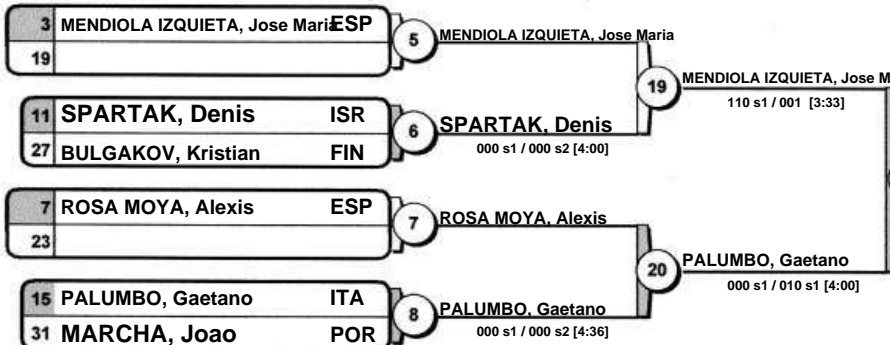 3 MENDIOLA IZQUIETA, Jose Maria ESP
19
5
MENDIOLA IZQUIETA, Jose Maria
11 SPARTAK, Denis ISR
27 BULGAKOV, Kristian FIN
6
SPARTAK, Denis
000 s1 / 000 s2 [4:00]
19
MENDIOLA IZQUIETA, Jose M
110 s1 / 001 [3:33]
7 ROSA MOYA, Alexis ESP
23
7
ROSA MOYA, Alexis
15 PALUMBO, Gaetano ITA
31 MARCHA, Joao POR
8
PALUMBO, Gaetano
000 s1 / 000 s2 [4:36]
20
PALUMBO, Gaetano
000 s1 / 010 s1 [4:00]